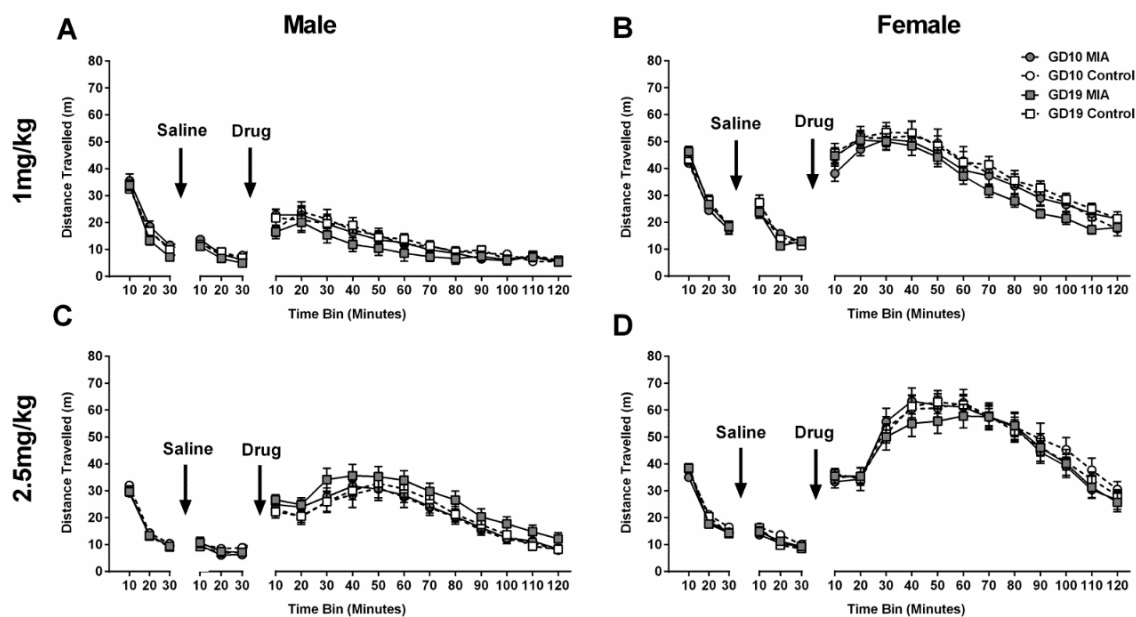 A
Male
B
Female
1mg/kg
Distance Travelled (m)
80
70
60
50
40
30
20
10
0
Saline
Drug
10 20 30 10 20 30 10 20 30 40 50 60 70 80 90 100 110 120
Time Bin (Minutes)
Distance Travelled (m)
80
70
60
50
40
30
20
10
0
Saline
Drug
GD10 MIA
GD10 Control
GD19 MIA
GD19 Control
10 20 30 10 20 30 10 20 30 40 50 60 70 80 90 100 110 120
Time Bin (Minutes)
C
D
2.5mg/kg
Distance Travelled (m)
80
70
60
50
40
30
20
10
0
Saline
Drug
10 20 30 10 20 30 10 20 30 40 50 60 70 80 90 100 110 120
Time Bin (Minutes)
Distance Travelled (m)
80
70
60
50
40
30
20
10
0
Saline
Drug
10 20 30 10 20 30 10 20 30 40 50 60 70 80 90 100 110 120
Time Bin (Minutes)